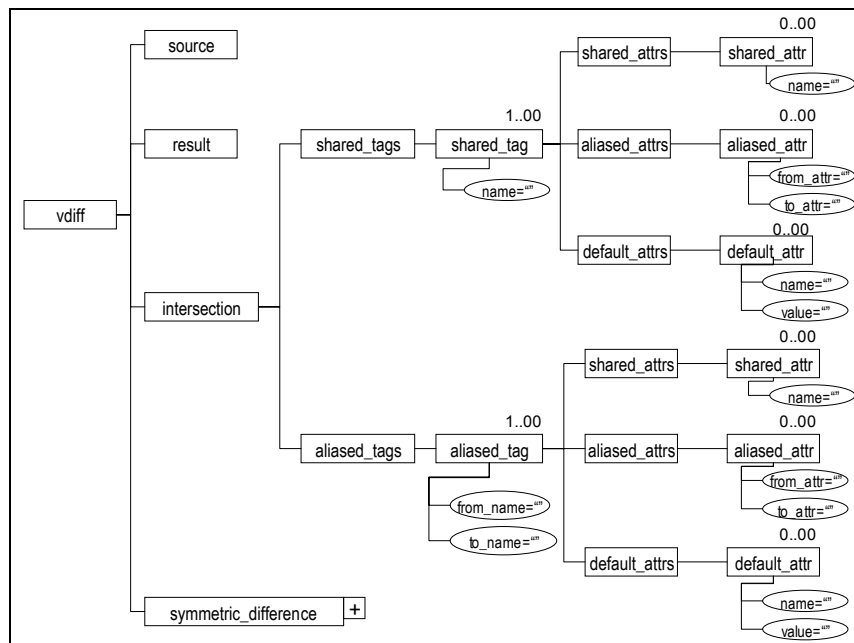 source
result
vdiff
intersection
symmetric_difference +
shared_tags
1..00
shared_tag
name=“”
shared_attrs
0..00
shared_attr
name=“”
aliased_attrs
0..00
aliased_attr
from_attr=“”
to_attr=“”
default_attrs
0..00
default_attr
name=“”
value=“”
aliased_tags
1..00
aliased_tag
from_name=“”
to_name=“”
shared_attrs
0..00
shared_attr
name=“”
aliased_attrs
0..00
aliased_attr
from_attr=“”
to_attr=“”
default_attrs
0..00
default_attr
name=“”
value=“”